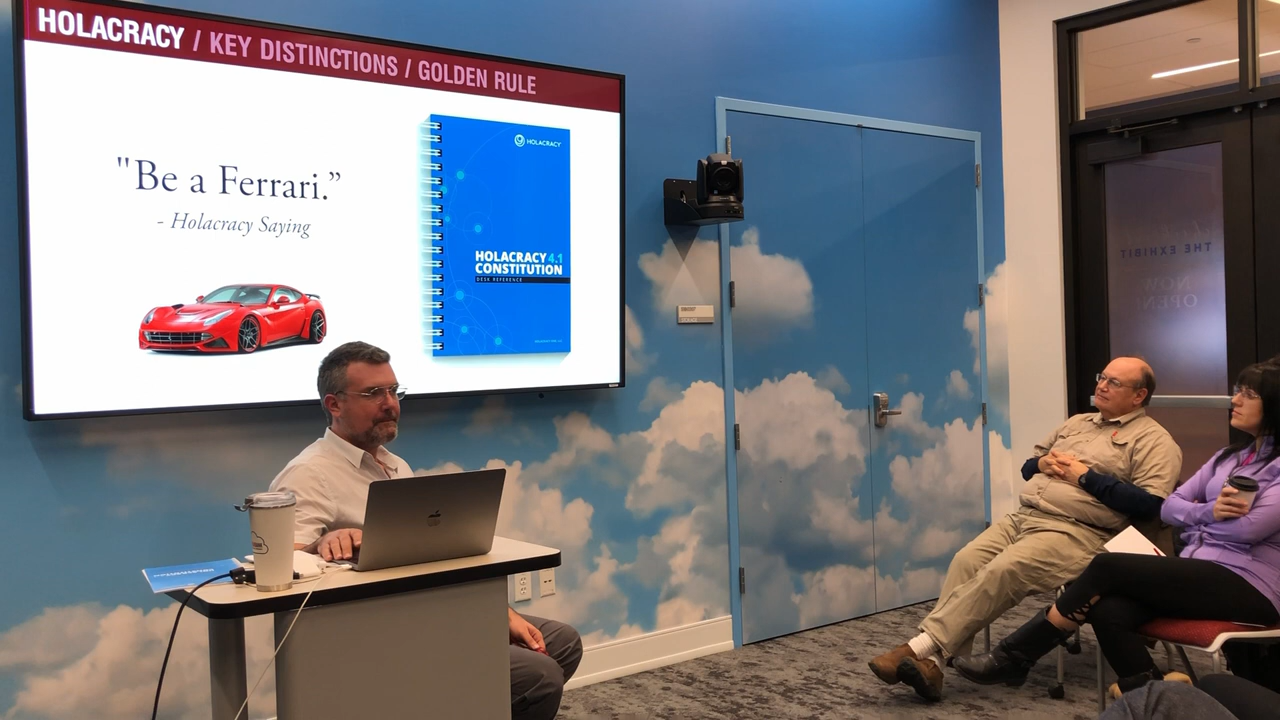 HOLACRACY / KEY DISTINCTIONS / GOLDEN RULE
"Be a Ferrari.”
- Holacracy Saying
HOLACRACY
HOLACRACY 4.1
CONSTITUTION
DESK REFERENCE
THE EXHIBIT
NOW
OPEN